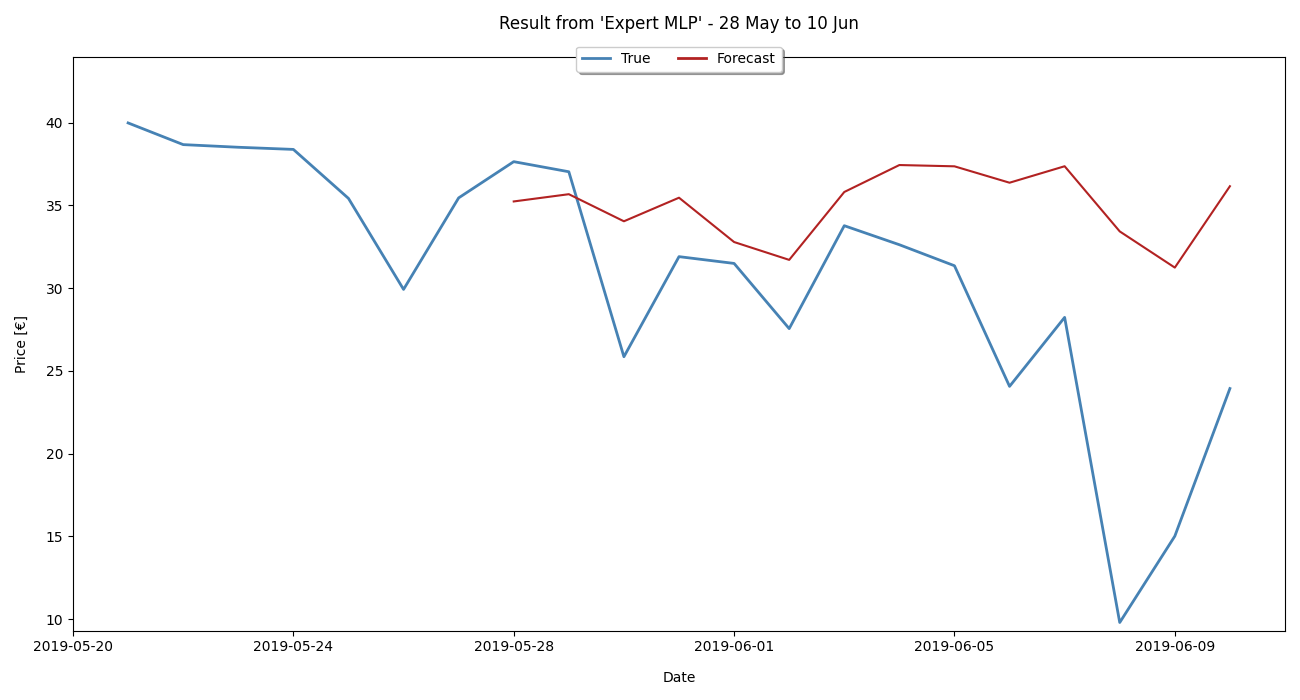 Result from 'Expert MLP' - 28 May to 10 Jun
True Forecast
40
35
30
25
20
15
10
Price [€]
2019-05-20 2019-05-24 2019-05-28 2019-06-01 2019-06-05 2019-06-09
Date